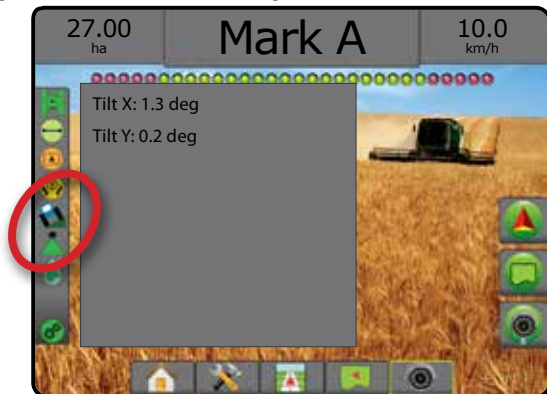 27.00
ha
Mark A
10.0
km/h
Tilt X: 1.3 deg
Tilt Y: 0.2 deg